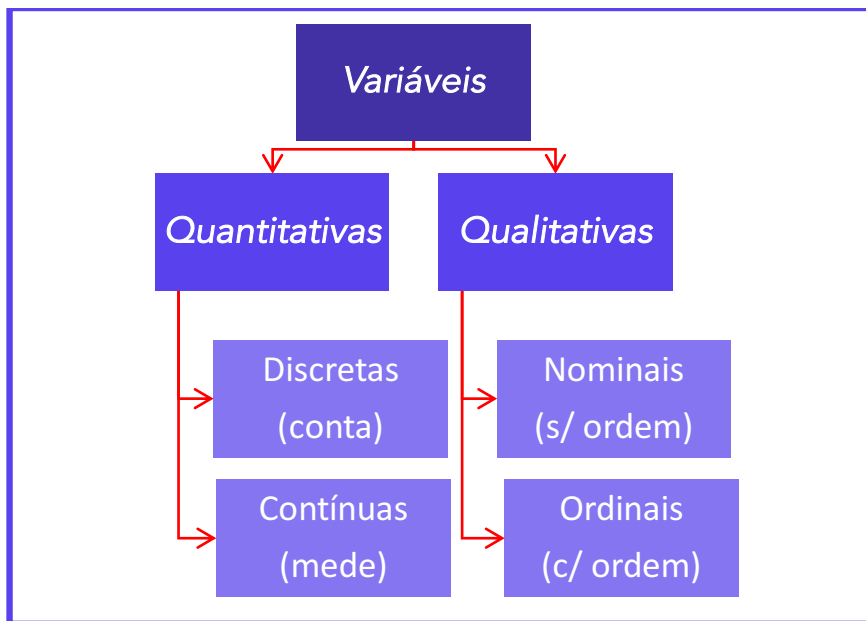 Variáveis
Quantitativas
Qualitativas
Discretas
(conta)
Nominais
(s/ ordem)
Contínuas
(mede)
Ordinais
(c/ ordem)